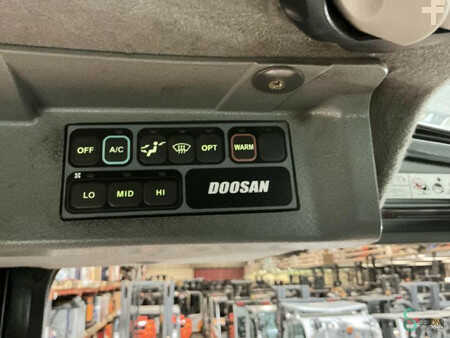 OFF A/C OPT WARM
LO MID HI DOOSAN